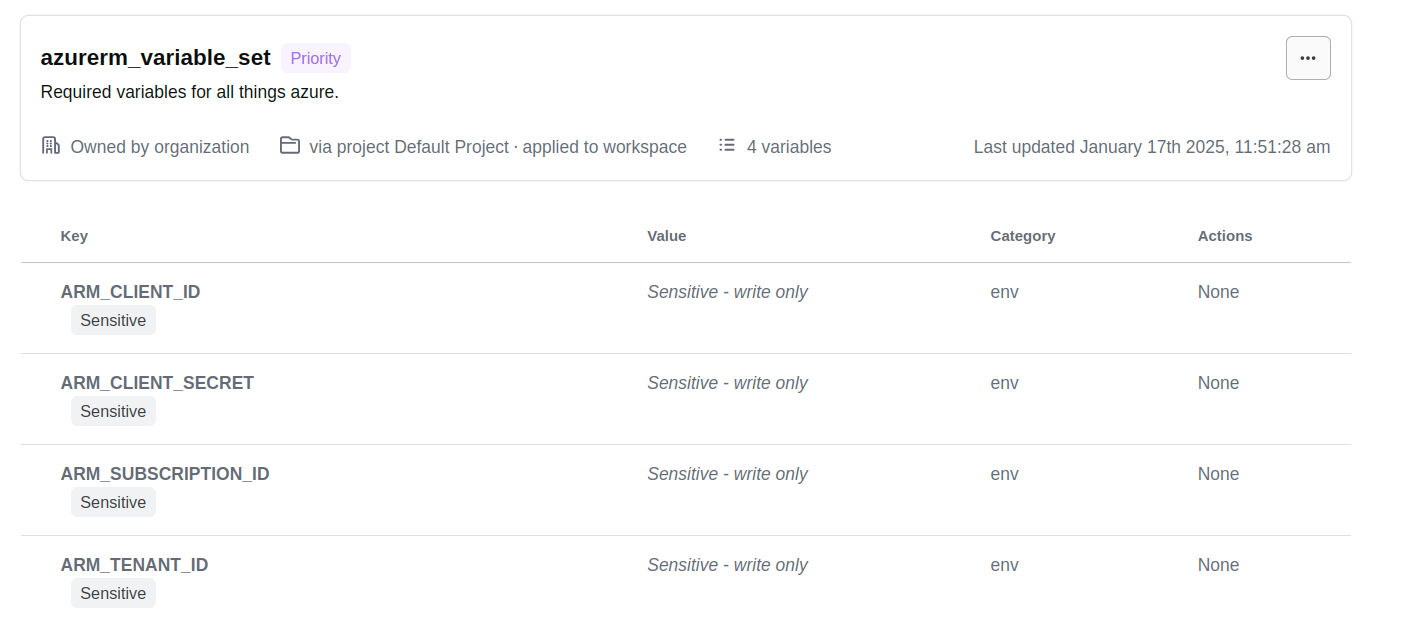 azurerm_variable_set Priority
Required variables for all things azure.
Owned by organization via project Default Project · applied to workspace 4 variables Last updated January 17th 2025, 11:51:28 am
Key Value Category Actions
ARM_CLIENT_ID Sensitive - write only env None
Sensitive
ARM_CLIENT_SECRET Sensitive - write only env None
Sensitive
ARM_SUBSCRIPTION_ID Sensitive - write only env None
Sensitive
ARM_TENANT_ID Sensitive - write only env None
Sensitive